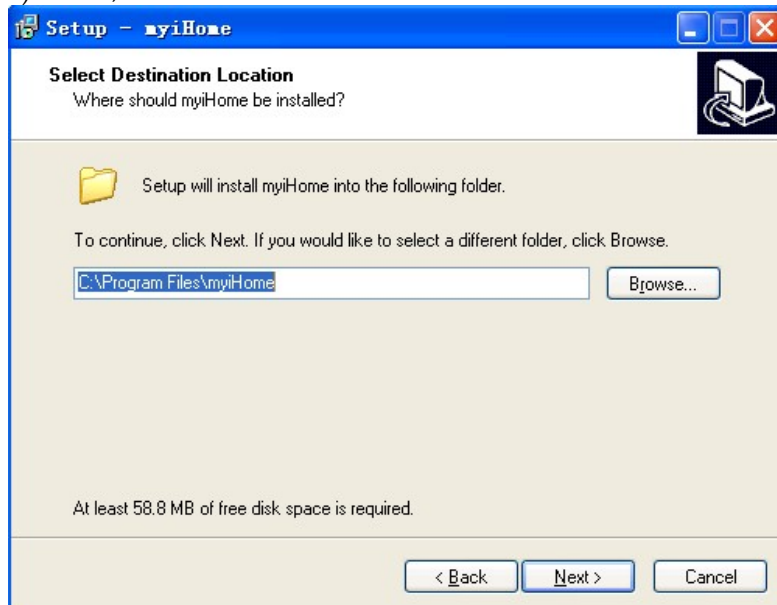 Setup - myiHome
Select Destination Location
Where should myiHome be installed?
Setup will install myiHome into the following folder.
To continue, click Next. If you would like to select a different folder, click Browse.
C:\Program Files\myiHome
Browse...
At least 58.8 MB of free disk space is required.
< Back Next > Cancel